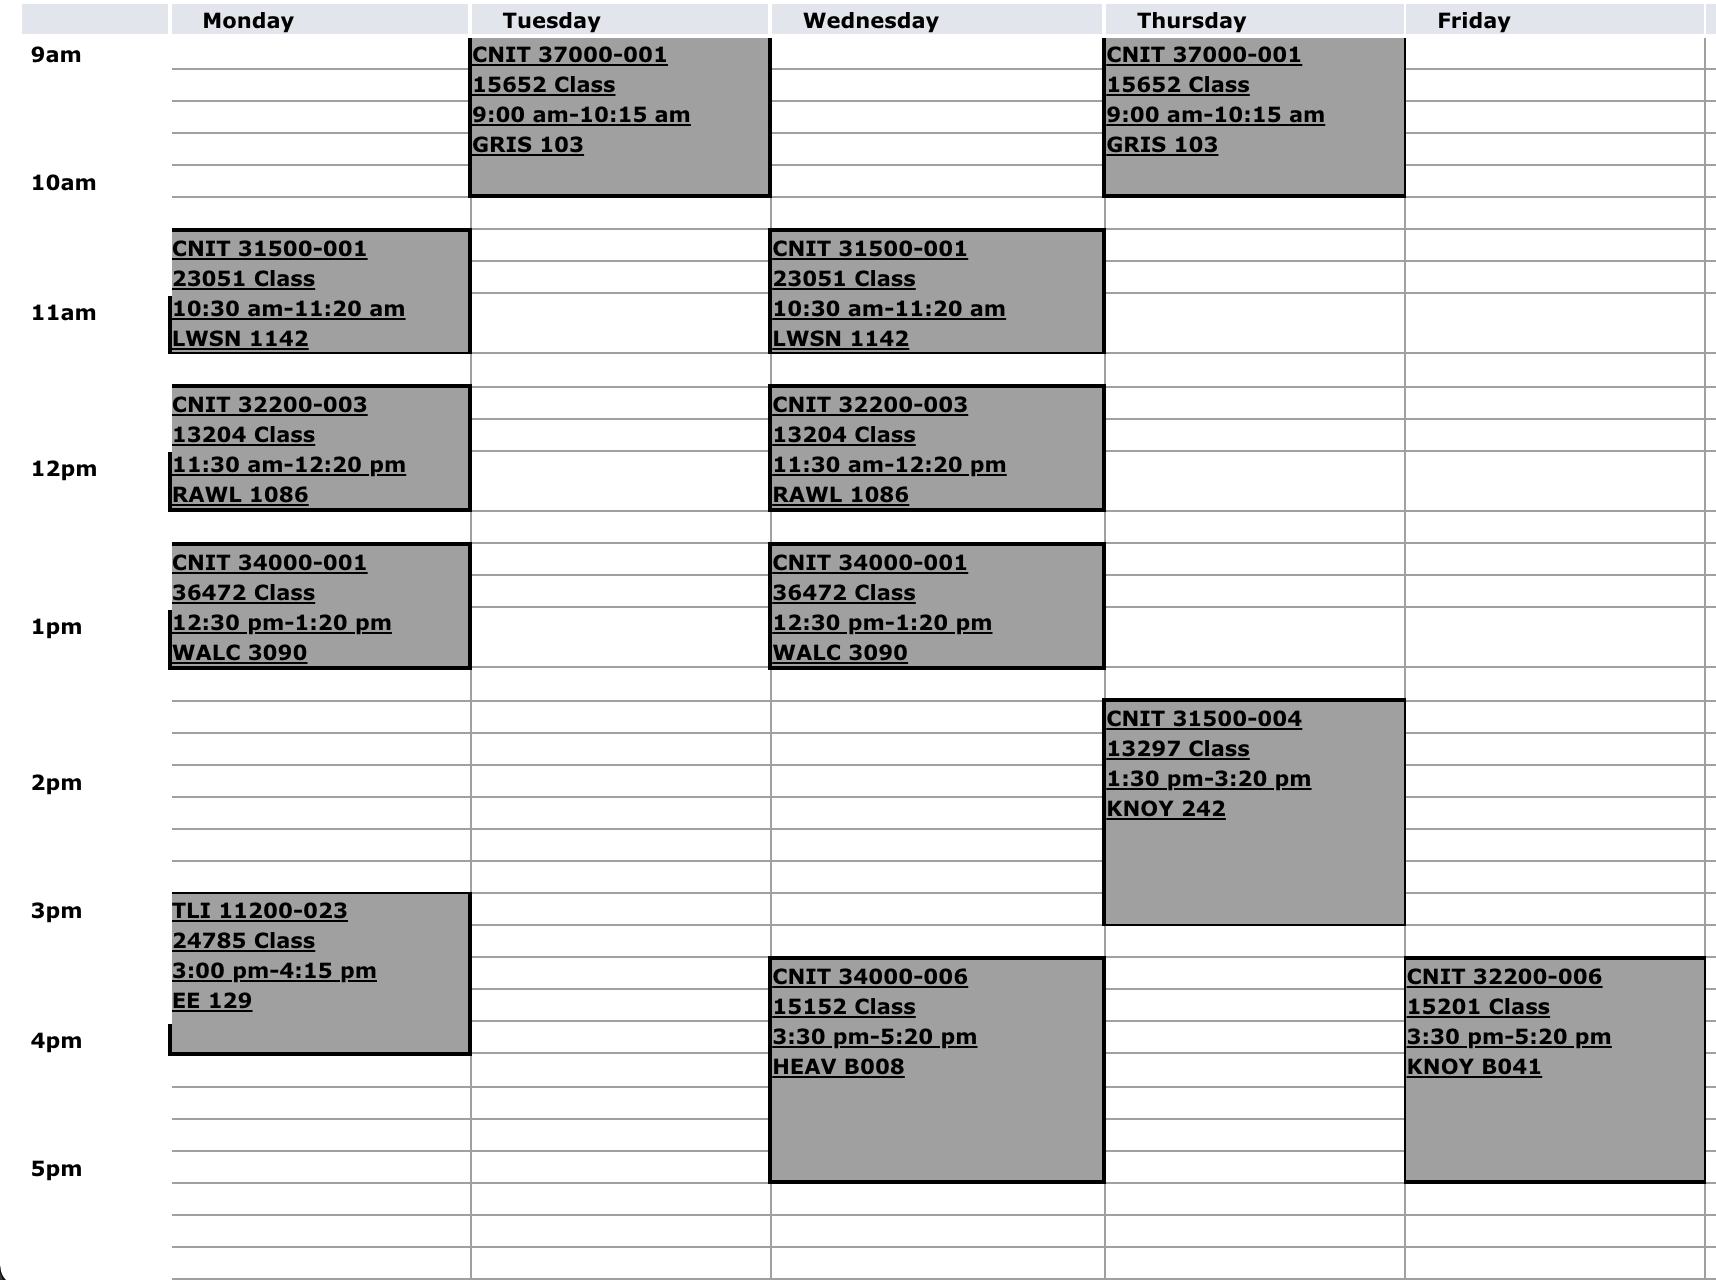 Monday Tuesday Wednesday Thursday Friday
9am
CNIT 37000-001
15652 Class
9:00 am-10:15 am
GRIS 103
CNIT 37000-001
15652 Class
9:00 am-10:15 am
GRIS 103
10am
CNIT 31500-001
23051 Class
10:30 am-11:20 am
LWSN 1142
CNIT 31500-001
23051 Class
10:30 am-11:20 am
LWSN 1142
11am
CNIT 32200-003
13204 Class
11:30 am-12:20 pm
RAWL 1086
CNIT 32200-003
13204 Class
11:30 am-12:20 pm
RAWL 1086
12pm
CNIT 34000-001
36472 Class
12:30 pm-1:20 pm
WALC 3090
CNIT 34000-001
36472 Class
12:30 pm-1:20 pm
WALC 3090
1pm
CNIT 31500-004
13297 Class
1:30 pm-3:20 pm
KNOY 242
2pm
3pm
TLI 11200-023
24785 Class
3:00 pm-4:15 pm
EE 129
CNIT 34000-006
15152 Class
3:30 pm-5:20 pm
HEAV B008
CNIT 32200-006
15201 Class
3:30 pm-5:20 pm
KNOY B041
4pm
5pm